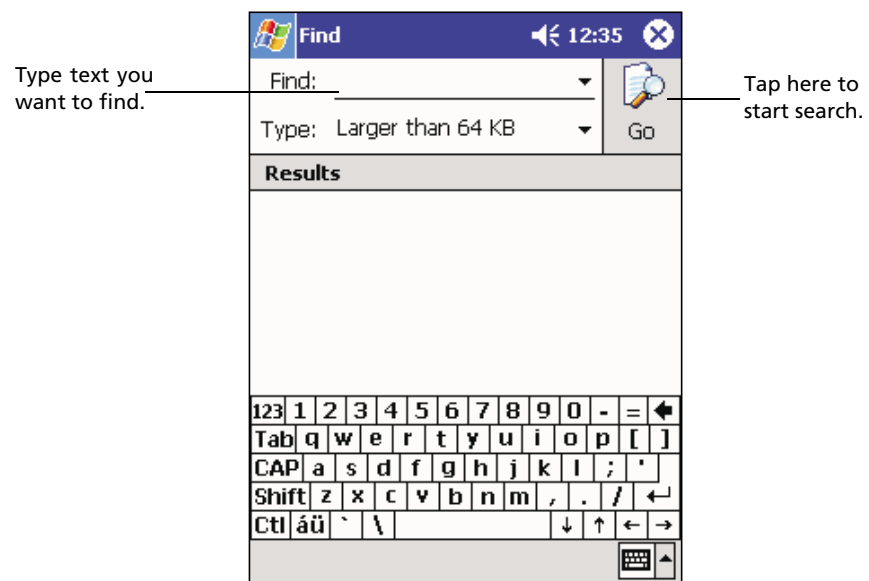 Find 12:35
Type text you
want to find.
Find:
Tap here to
start search.
Type: Larger than 64 KB
Go
Results
123 1 2 3 4 5 6 7 8 9 0 - =
Tab q w e r t y u i o p [ ]
CAP a s d f g h j k l ; '
Shift z x c v b n m , . /
Ctl áü ` \ ↓ ↑ ← →